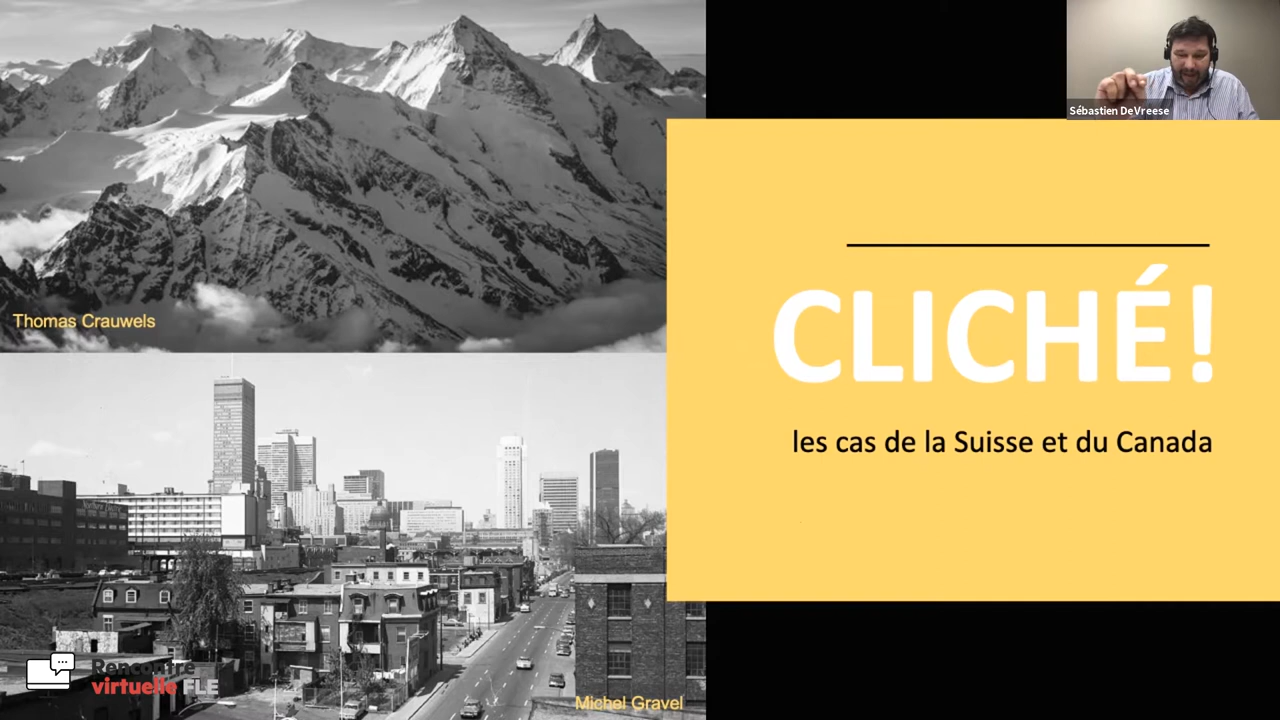 Sébastien DeVreese
Thomas Crauwels
CLICHÉ!
les cas de la Suisse et du Canada
Rencontre
virtuelle FLE
Michel Gravel